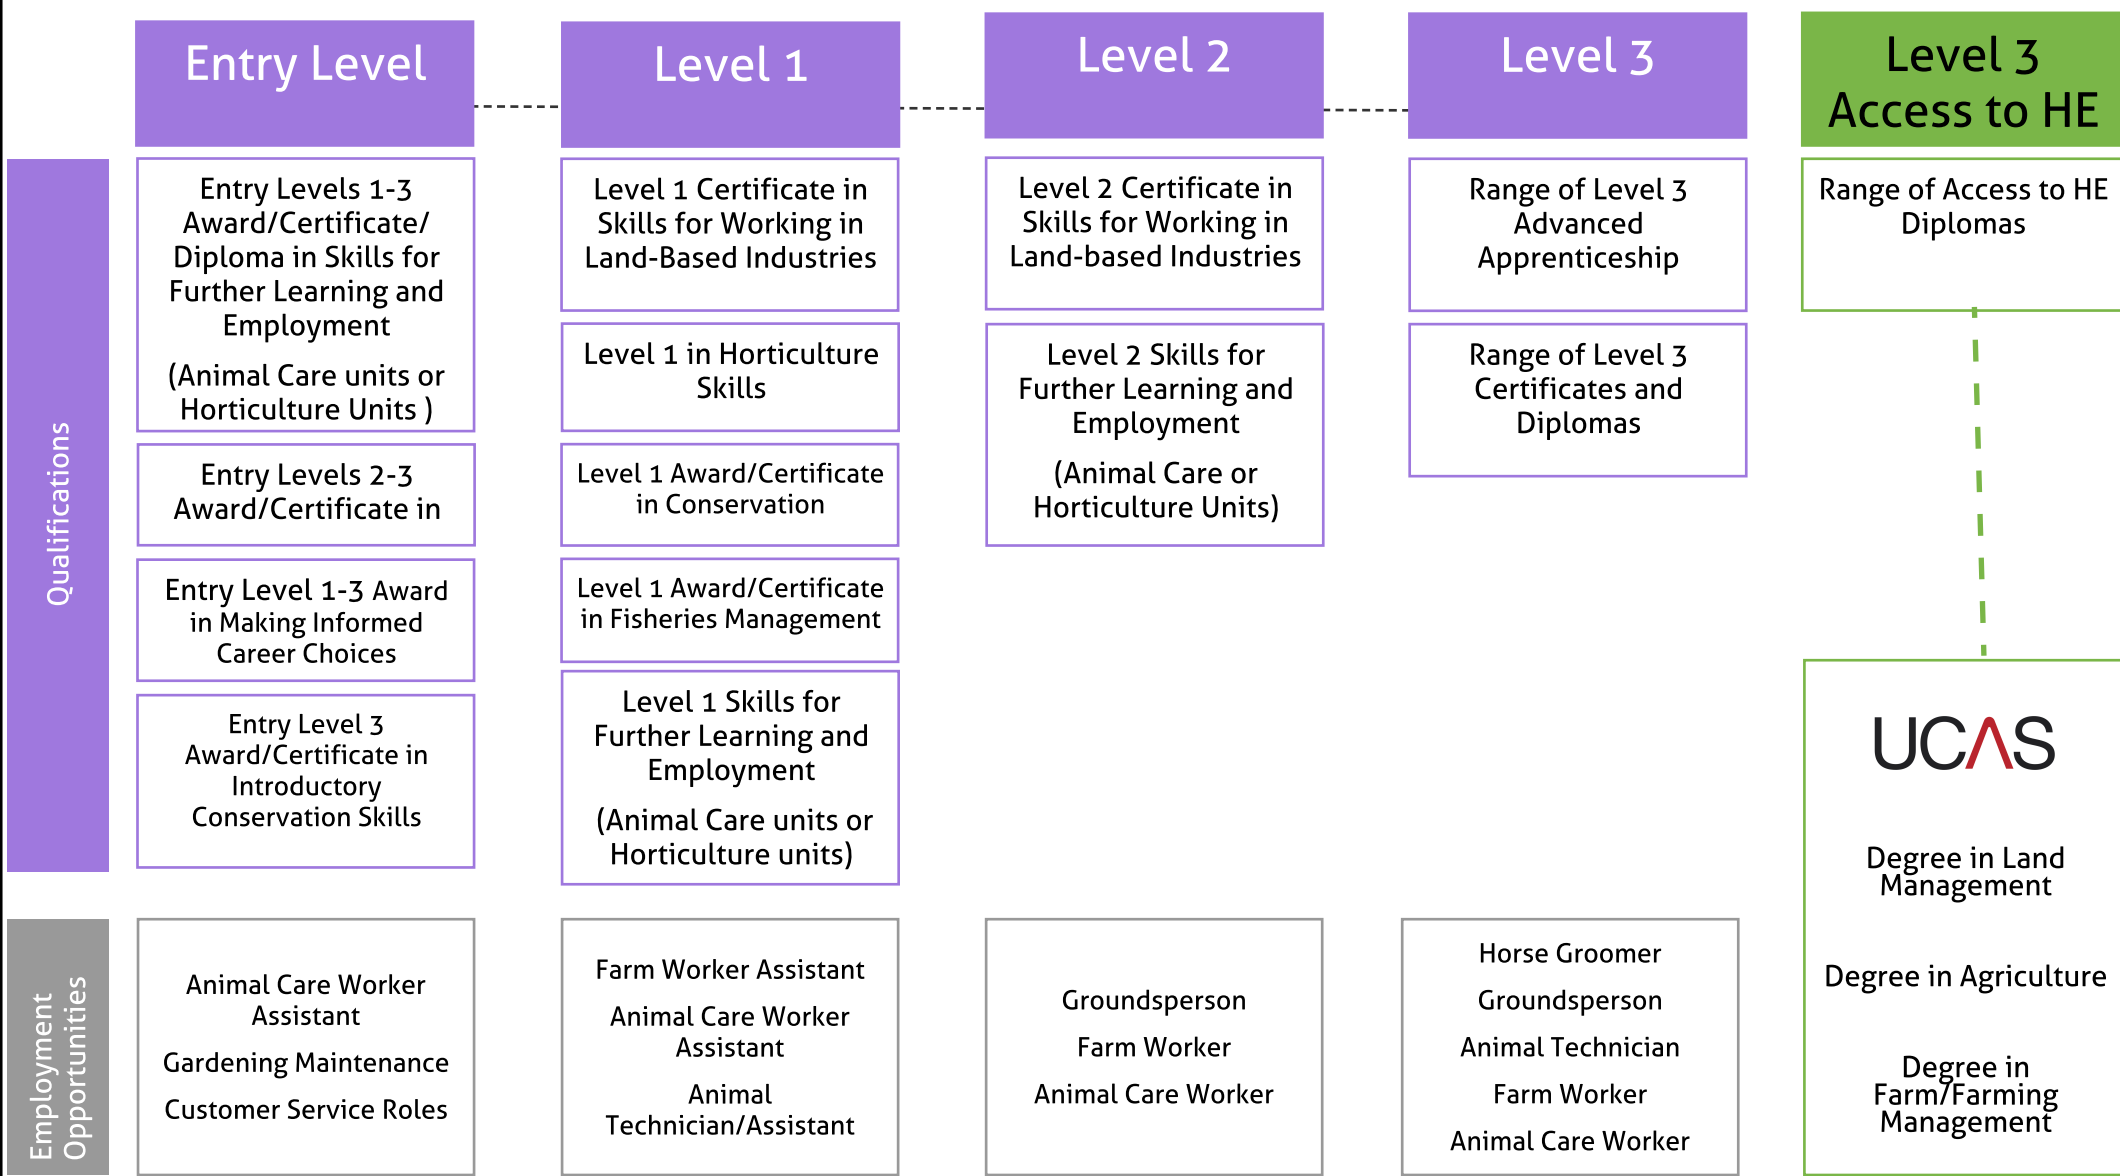 Entry Level
Level 1
Level 2
Level 3
Level 3
Access to HE
Qualifications
Entry Levels 1-3
Award/Certificate/
Diploma in Skills for
Further Learning and
Employment
(Animal Care units or
Horticulture Units )
Entry Levels 2-3
Award/Certificate in
Entry Level 1-3 Award
in Making Informed
Career Choices
Entry Level 3
Award/Certificate in
Introductory
Conservation Skills
Level 1 Certificate in
Skills for Working in
Land-Based Industries
Level 1 in Horticulture
Skills
Level 1 Award/Certificate
in Conservation
Level 1 Award/Certificate
in Fisheries Management
Level 1 Skills for
Further Learning and
Employment
(Animal Care units or
Horticulture units)
Level 2 Certificate in
Skills for Working in
Land-based Industries
Level 2 Skills for
Further Learning and
Employment
(Animal Care or
Horticulture Units)
Range of Level 3
Advanced
Apprenticeship
Range of Level 3
Certificates and
Diplomas
Range of Access to HE
Diplomas
UCAS
Degree in Land
Management
Degree in Agriculture
Degree in
Farm/Farming
Management
Employment
Opportunities
Animal Care Worker
Assistant
Gardening Maintenance
Customer Service Roles
Farm Worker Assistant
Animal Care Worker
Assistant
Animal
Technician/Assistant
Groundsperson
Farm Worker
Animal Care Worker
Horse Groomer
Groundsperson
Animal Technician
Farm Worker
Animal Care Worker